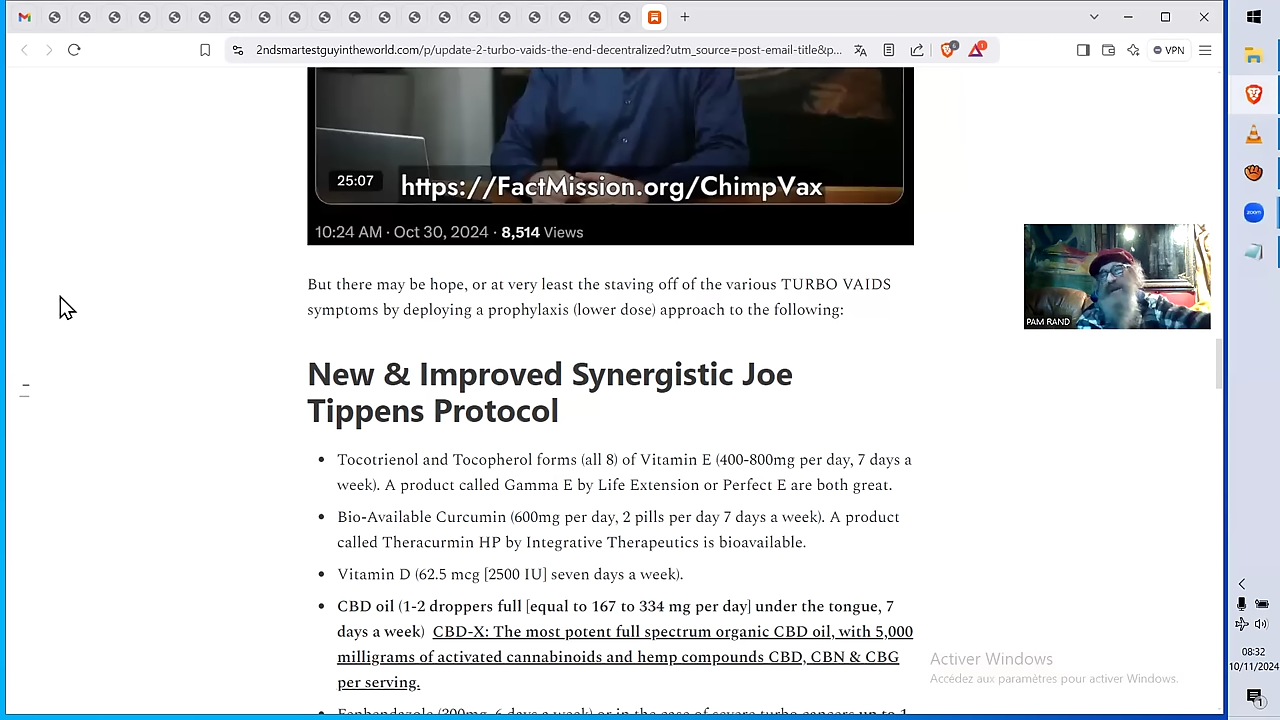 2ndsmartestguyintheworld.com/p/update-2-turbo-vaids-the-end-decentralized?utm_source=post-email-title&p...
6
1
VPN
25:07
https://FactMission.org/ChimpVax
10:24 AM · Oct 30, 2024 · 8,514 Views
But there may be hope, or at very least the staving off of the various TURBO VAIDS
symptoms by deploying a prophylaxis (lower dose) approach to the following:
PAM RAND
New & Improved Synergistic Joe
Tippens Protocol
• Tocotrienol and Tocopherol forms (all 8) of Vitamin E (400-800mg per day, 7 days a
week). A product called Gamma E by Life Extension or Perfect E are both great.
• Bio-Available Curcumin (600mg per day, 2 pills per day 7 days a week). A product
called Theracurmin HP by Integrative Therapeutics is bioavailable.
• Vitamin D (62.5 mcg [2500 IU] seven days a week).
• CBD oil (1-2 droppers full [equal to 167 to 334 mg per day] under the tongue, 7
days a week) CBD-X: The most potent full spectrum organic CBD oil, with 5,000
milligrams of activated cannabinoids and hemp compounds CBD, CBN & CBG
per serving.
• Fenbendazole (300mg, 6 days a week) or in the case of severe turbo cancers up to 1
Activer Windows
Accédez aux paramètres pour activer Windows.
zoom
08:32
10/11/2024
1